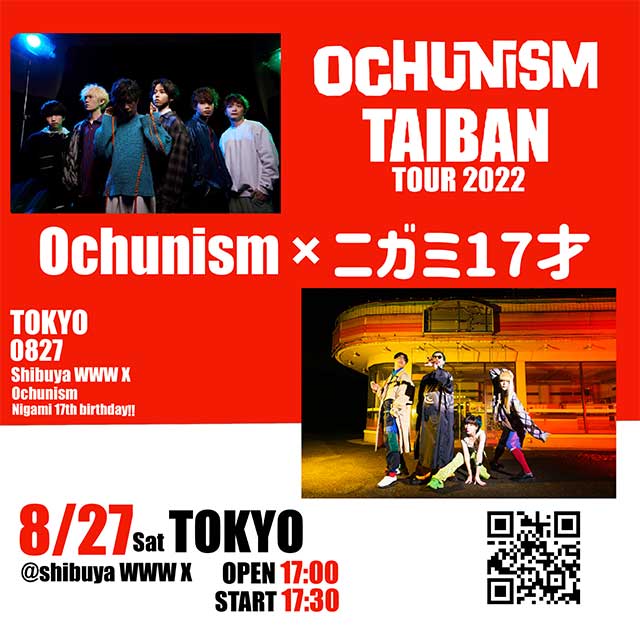 OCHUNISM
TAIBAN
TOUR 2022
Ochunism × ニガミ17才
TOKYO
0827
Shibuya WWW X
Ochunism
Nigami 17th birthday!!
8/27 Sat TOKYO
@shibuya WWW X
OPEN 17:00
START 17:30